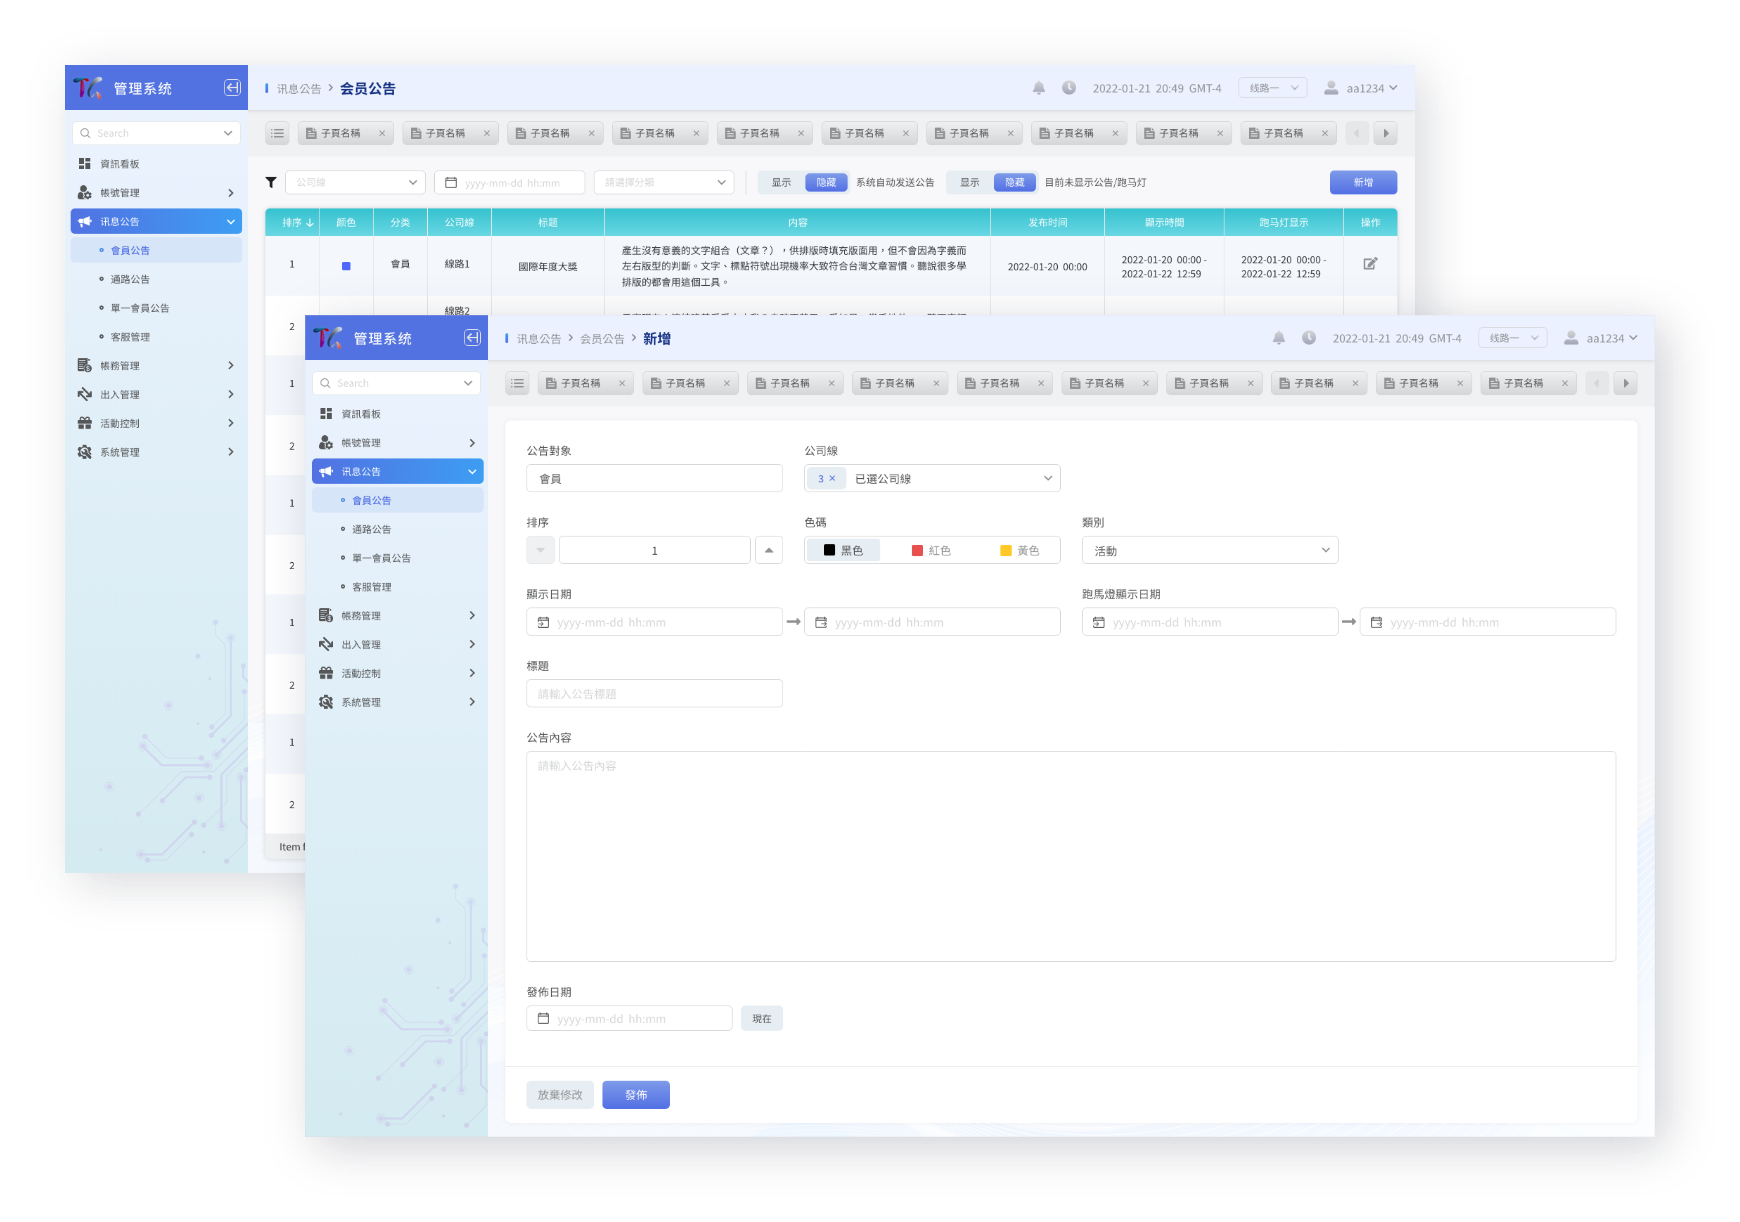 管理系统
讯息公告 > 会员公告
2022-01-21 20:49 GMT-4
线路一
aa1234
Search
子頁名稱 × 子頁名稱 × 子頁名稱 × 子頁名稱 × 子頁名稱 × 子頁名稱 × 子頁名稱 × 子頁名稱 × 子頁名稱 × 子頁名稱 ×
資訊看板
帳號管理
讯息公告
會員公告
通路公告
單一會員公告
客服管理
帳務管理
出入管理
活動控制
系統管理
公司線
yyyy-mm-dd hh:mm
請選擇分類
显示 隐藏 系统自动发送公告
显示 隐藏 目前未显示公告/跑马灯
新增
排序 颜色 分类 公司線 标题 内容 发布时间 顯示時間 跑马灯显示 操作
1 會員 線路1 國際年度大獎
產生沒有意義的文字組合（文章？），供排版時填充版面用，但不會因為字義而
左右版型的判斷。文字、標點符號出現機率大致符合台灣文章習慣。聽說很多學
排版的都會用這個工具。
2022-01-20 00:00
2022-01-20 00:00 -
2022-01-22 12:59
2022-01-20 00:00 -
2022-01-22 12:59
2
線路2
1
2
1
2
1
2
1
2
Item
管理系统
讯息公告 > 会员公告 > 新增
2022-01-21 20:49 GMT-4
线路一
aa1234
Search
子頁名稱 × 子頁名稱 × 子頁名稱 × 子頁名稱 × 子頁名稱 × 子頁名稱 × 子頁名稱 × 子頁名稱 × 子頁名稱 × 子頁名稱 ×
資訊看板
帳號管理
讯息公告
會員公告
通路公告
單一會員公告
客服管理
帳務管理
出入管理
活動控制
系統管理
公告對象
會員
公司線
3 × 已選公司線
排序
1
色碼
黑色 紅色 黃色
類別
活動
顯示日期
yyyy-mm-dd hh:mm
yyyy-mm-dd hh:mm
跑馬燈顯示日期
yyyy-mm-dd hh:mm
yyyy-mm-dd hh:mm
標題
請輸入公告標題
公告內容
請輸入公告內容
發佈日期
yyyy-mm-dd hh:mm
現在
放棄修改
發佈